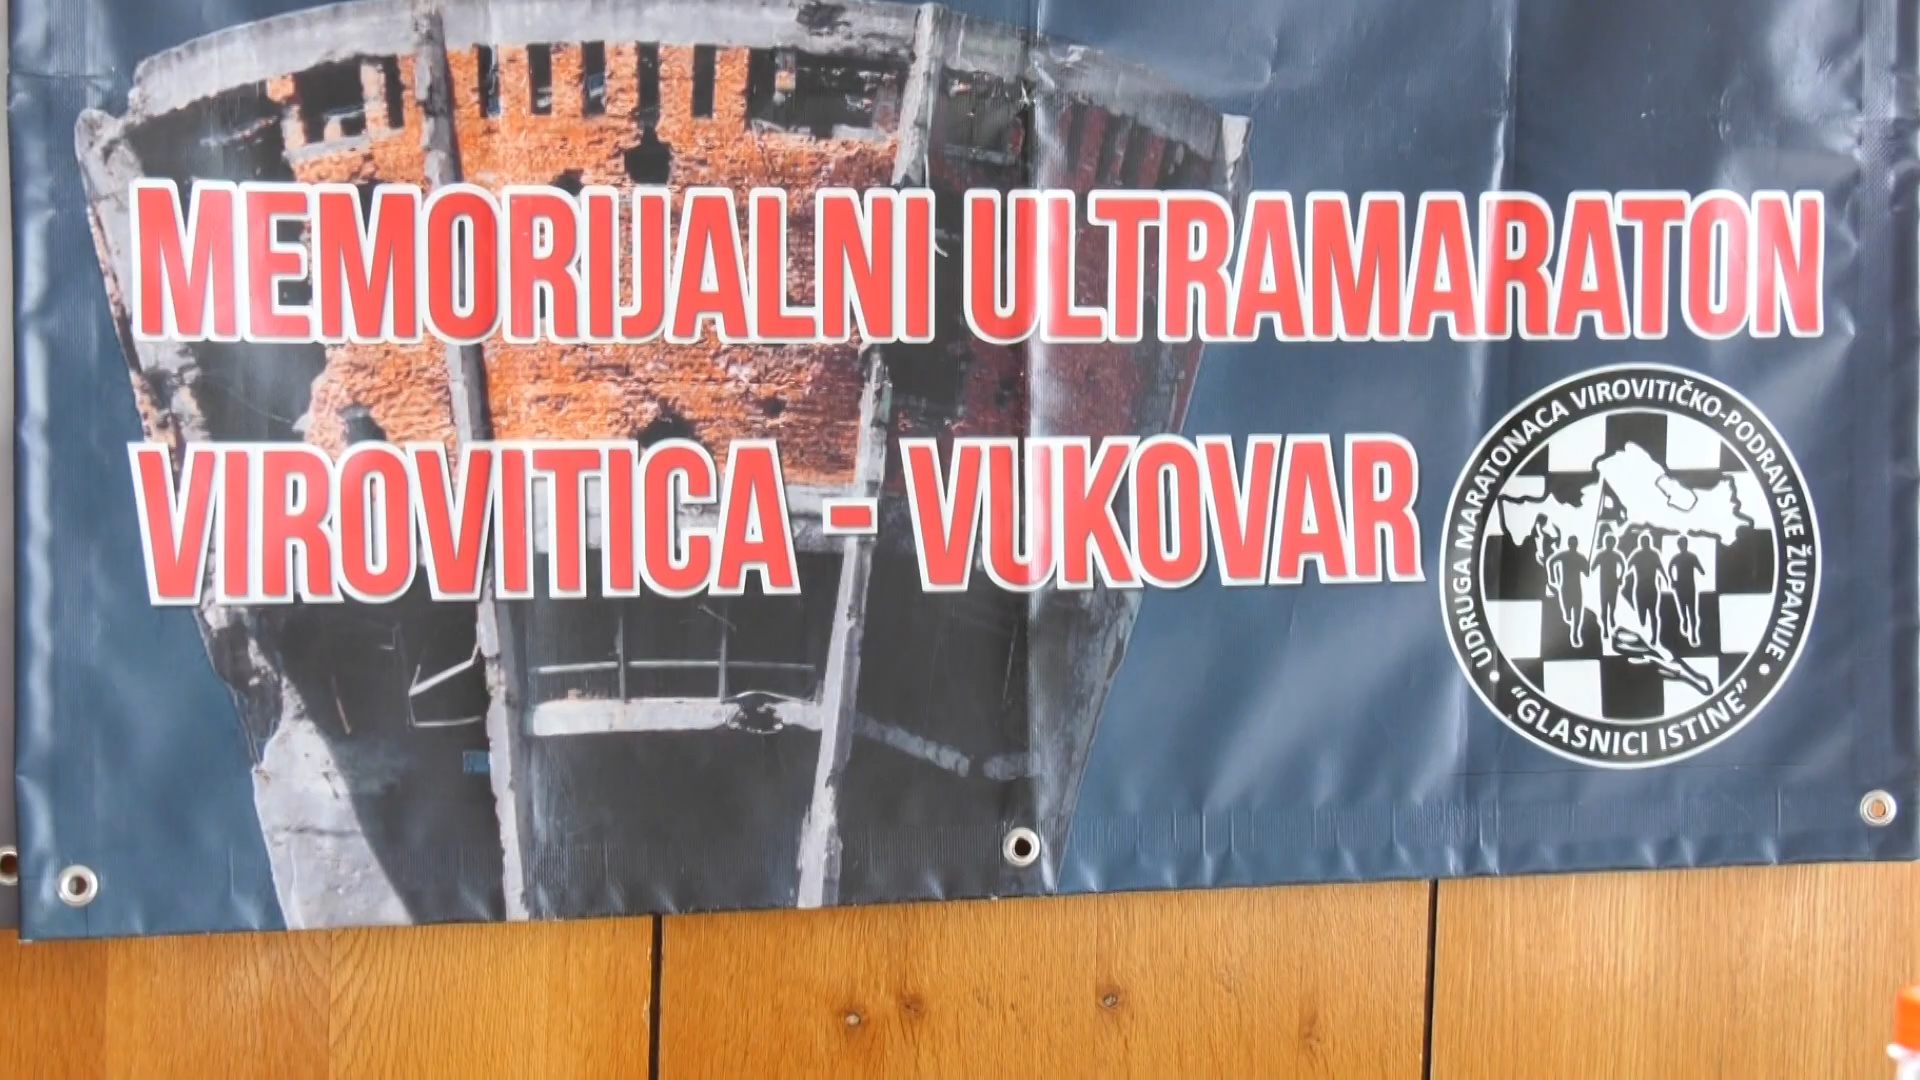 MEMORIJALNI ULTRAMARATON
VIROVITICA - VUKOVAR
UDRUGA MARATONACA VIROVITIČKO-PODRAVSKE ŽUPANIJE
"GLASNICI ISTINE"